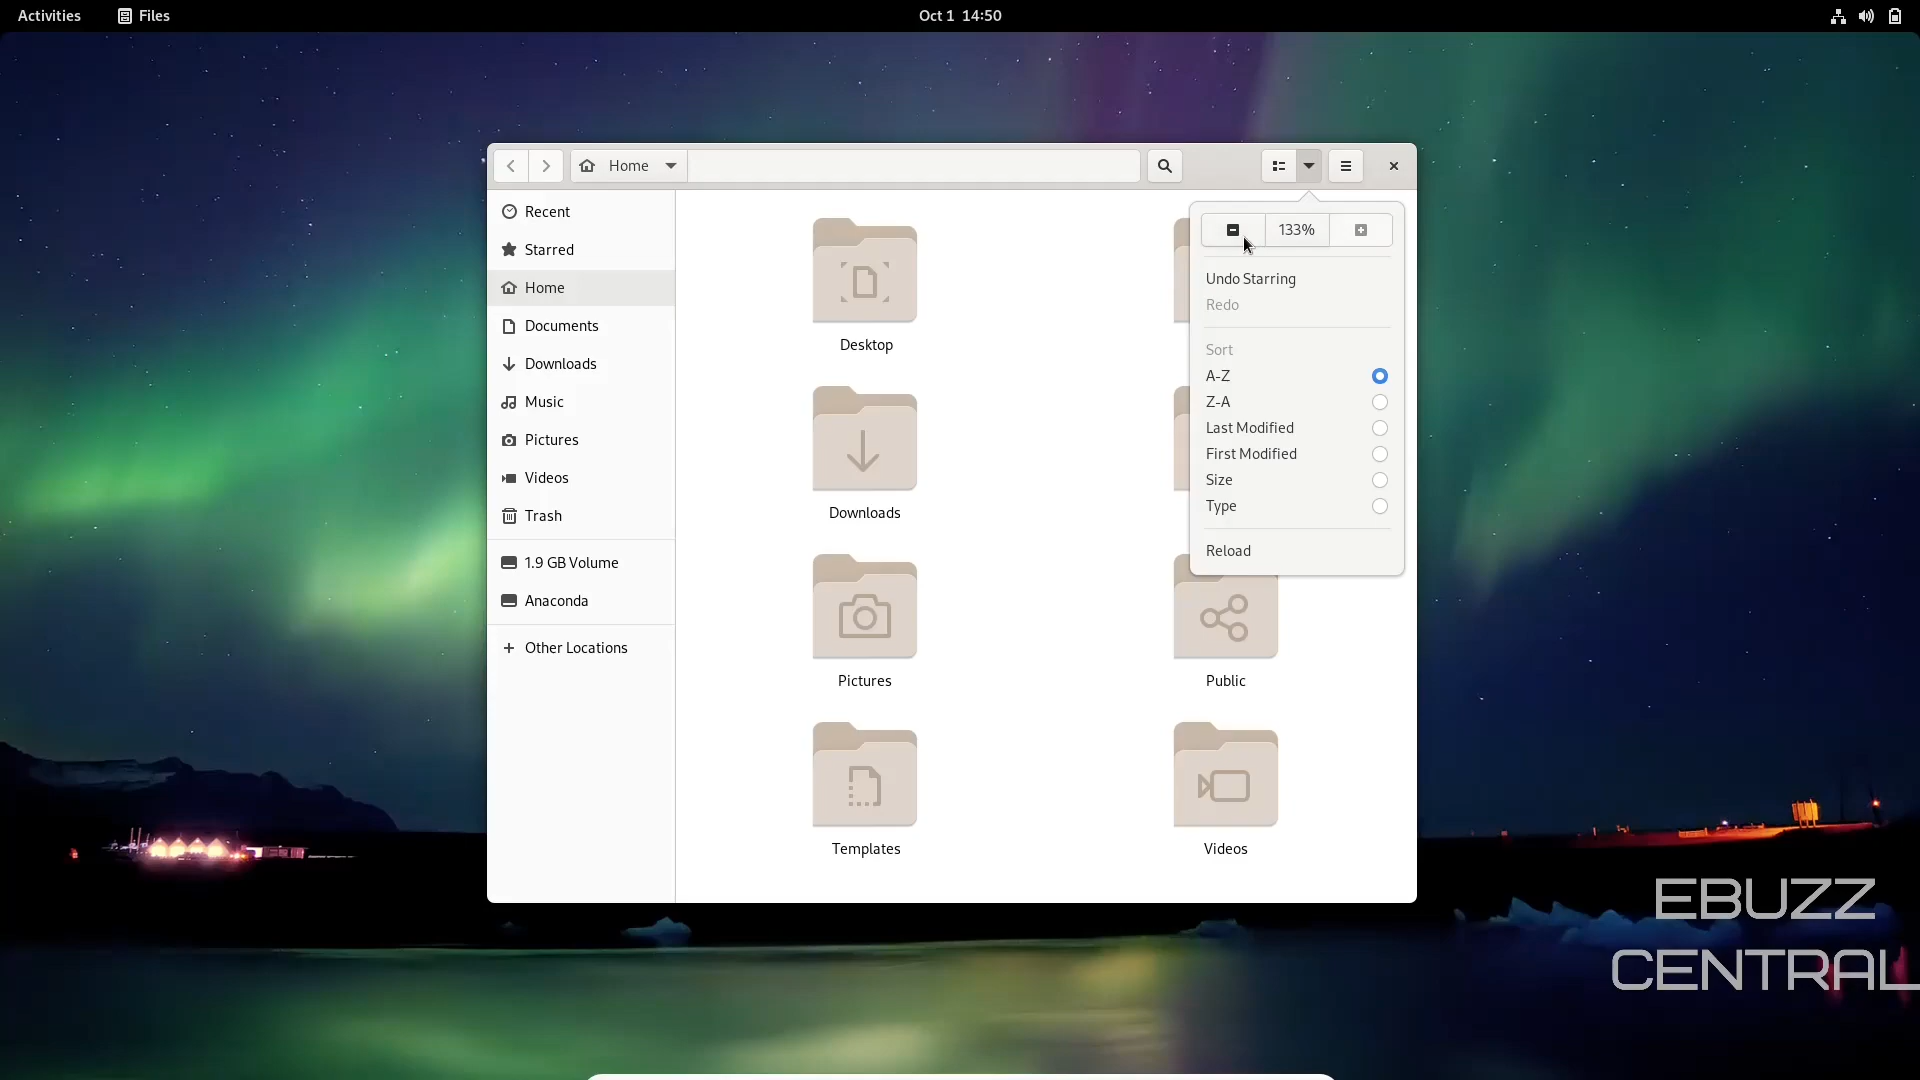 Activities
Files
Oct 1 14:50
Home
Recent
Starred
Home
Documents
Downloads
Music
Pictures
Videos
Trash
1.9 GB Volume
Anaconda
Other Locations
Desktop
Downloads
Pictures
Public
Templates
Videos
133%
Undo Starring
Redo
Sort
A-Z
Z-A
Last Modified
First Modified
Size
Type
Reload
EBUZZ
CENTRAL